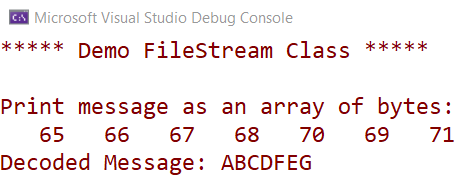 C:\ Microsoft Visual Studio Debug Console
***** Demo FileStream Class *****
Print message as an array of bytes:
65 66 67 68 70 69 71
Decoded Message: ABCDFEG